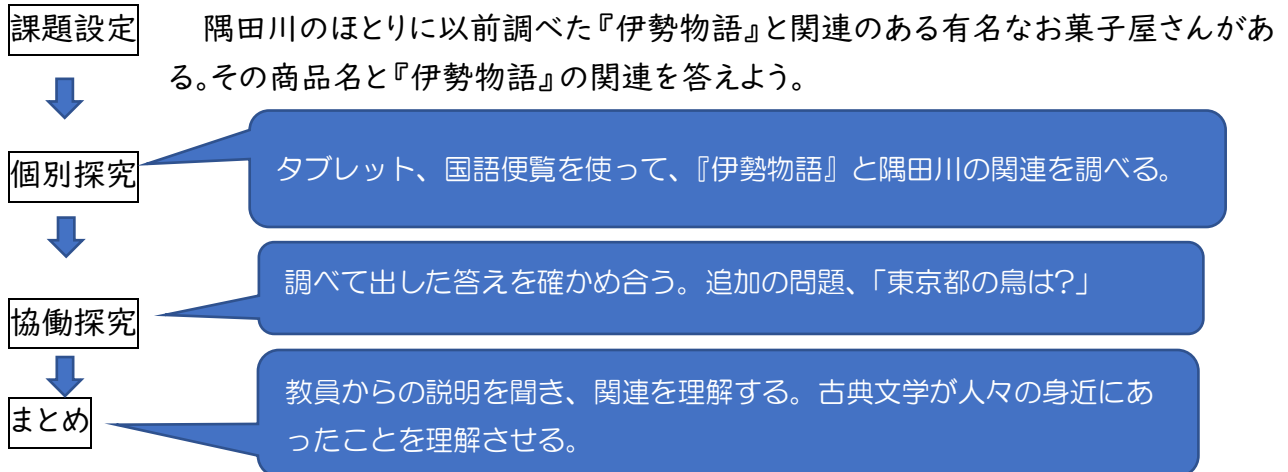 課題設定
隅田川のほとりに以前調べた『伊勢物語』と関連のある有名なお菓子屋さんがあ
る。その商品名と『伊勢物語』の関連を答えよう。
個別探究
タブレット、国語便覧を使って、『伊勢物語』と隅田川の関連を調べる。
協働探究
調べて出した答えを確かめ合う。追加の問題、「東京都の鳥は?」
まとめ
教員からの説明を聞き、関連を理解する。古典文学が人々の身近にあ
ったことを理解させる。